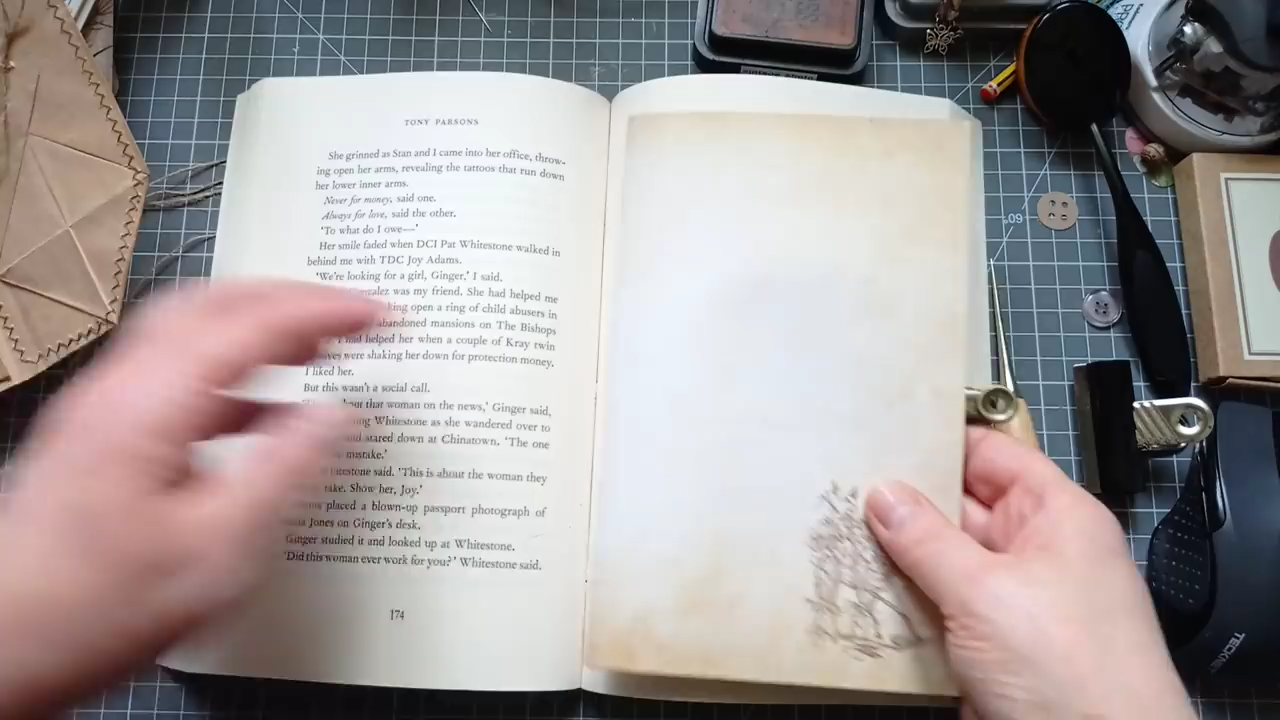 TONY PARSONS
She grinned as Stan and I came into her office, throw-
ing open her arms, revealing the tattoos that run down
her lower inner arms.
Never for money, said one.
Always for love, said the other.
'To what do I owe—'
Her smile faded when DCI Pat Whitestone walked in
behind me with TDC Joy Adams.
'We're looking for a girl, Ginger,' I said.
was my friend. She had helped me
king open a ring of child abusers in
abandoned mansions on The Bishops
I had helped her when a couple of Kray twin
were shaking her down for protection money.
I liked her.
But this wasn't a social call.
that woman on the news,' Ginger said,
Whitestone as she wandered over to
and stared down at Chinatown. 'The one
mistake.'
Whitestone said. 'This is about the woman they
take. Show her, Joy.'
placed a blown-up passport photograph of
Jones on Ginger's desk.
Ginger studied it and looked up at Whitestone.
'Did this woman ever work for you?' Whitestone said.
174
60.
TECKNE